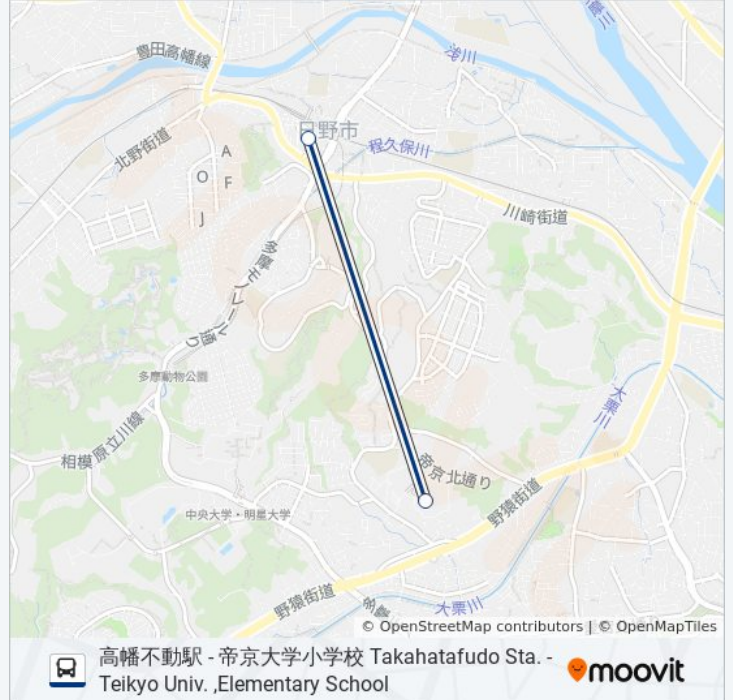 豊田高幡線
浅川
摩川
日野市
程久保川
北野街道
A
O F
J
川崎街道
多摩モノレール通り
多摩動物公園
大栗川
相模原立川線
帝京北通り
中央大学・明星大学
野猿街道
野猿街道
大栗川
多摩
© OpenStreetMap contributors | © OpenMapTiles
高幡不動駅 - 帝京大学小学校 Takahatafudo Sta. -
Teikyo Univ. ,Elementary School
moovit